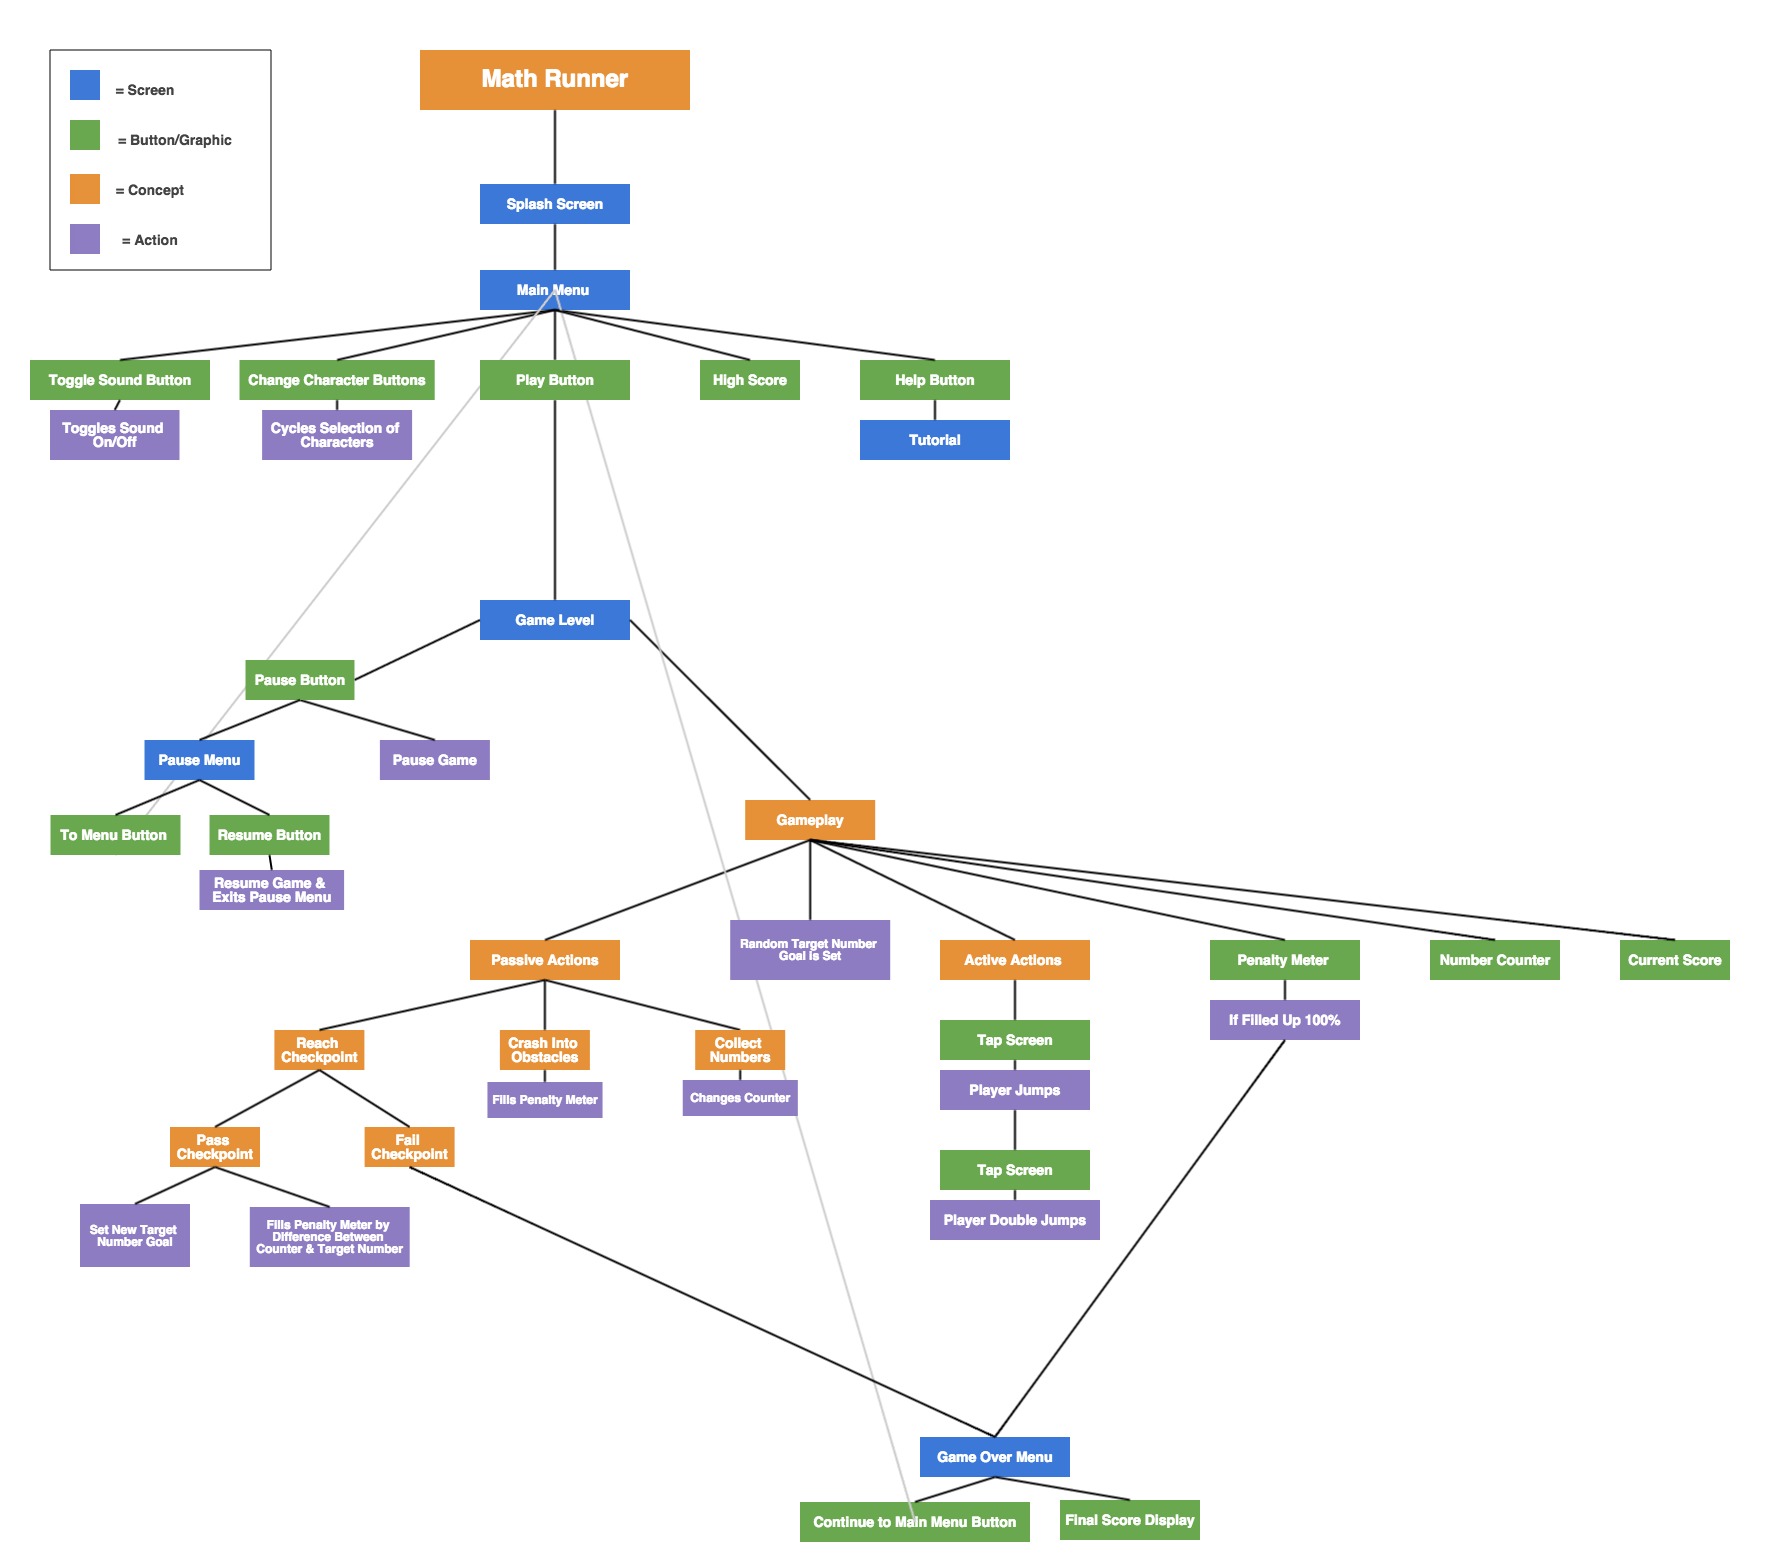 = Screen
= Button/Graphic
= Concept
= Action
Math Runner
Splash Screen
Main Menu
Toggle Sound Button
Change Character Buttons
Play Button
High Score
Help Button
Toggles Sound
On/Off
Cycles Selection of
Characters
Tutorial
Game Level
Pause Button
Pause Menu
Pause Game
To Menu Button
Resume Button
Resume Game &
Exits Pause Menu
Gameplay
Passive Actions
Random Target Number
Goal is Set
Active Actions
Penalty Meter
Number Counter
Current Score
If Filled Up 100%
Reach
Checkpoint
Crash Into
Obstacles
Collect
Numbers
Tap Screen
Fills Penalty Meter
Changes Counter
Player Jumps
Pass
Checkpoint
Fail
Checkpoint
Tap Screen
Player Double Jumps
Set New Target
Number Goal
Fills Penalty Meter by
Difference Between
Counter & Target Number
Game Over Menu
Continue to Main Menu Button
Final Score Display